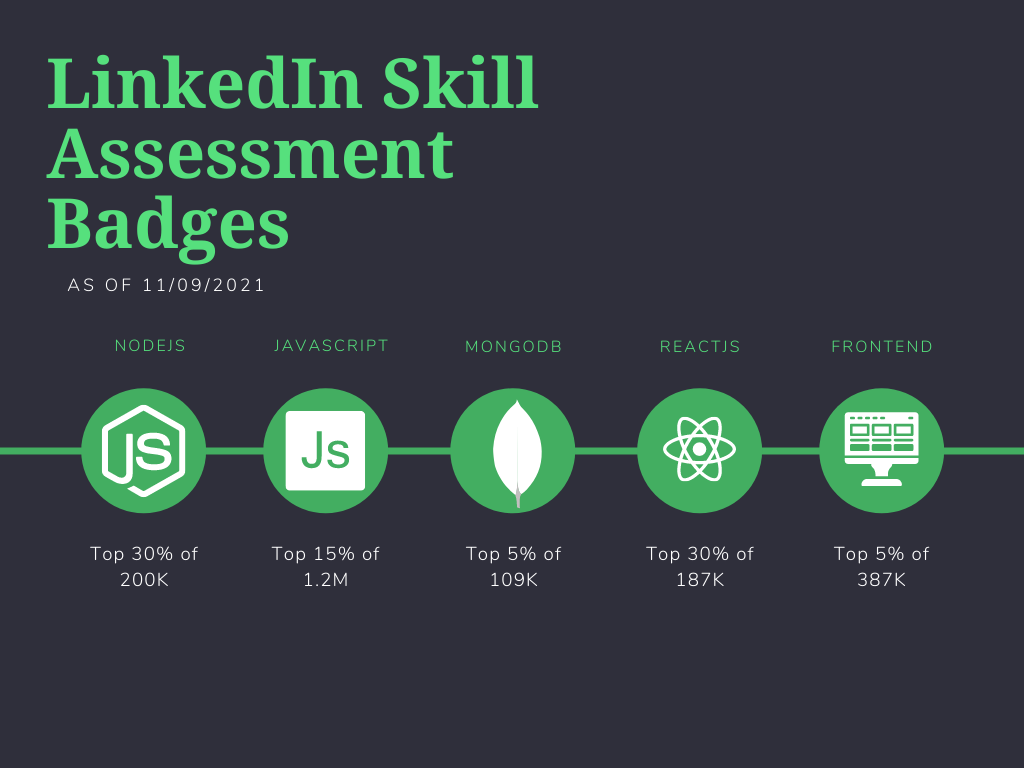 LinkedIn Skill
Assessment
Badges
AS OF 11/09/2021
NODEJS
JAVASCRIPT
MONGODB
REACTJS
FRONTEND
JS
Js
Top 30% of
200K
Top 15% of
1.2M
Top 5% of
109K
Top 30% of
187K
Top 5% of
387K